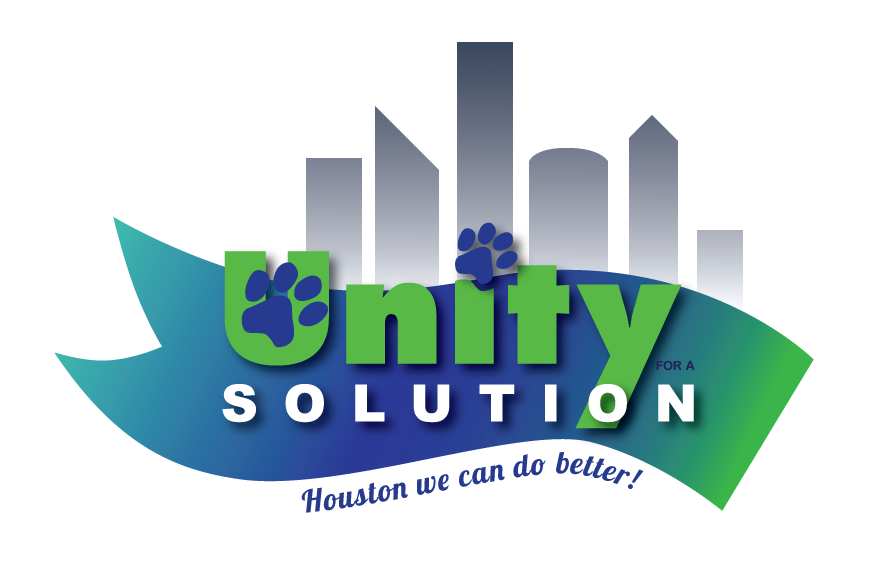 Unity
FOR A
SOLUTION
Houston we can do better!